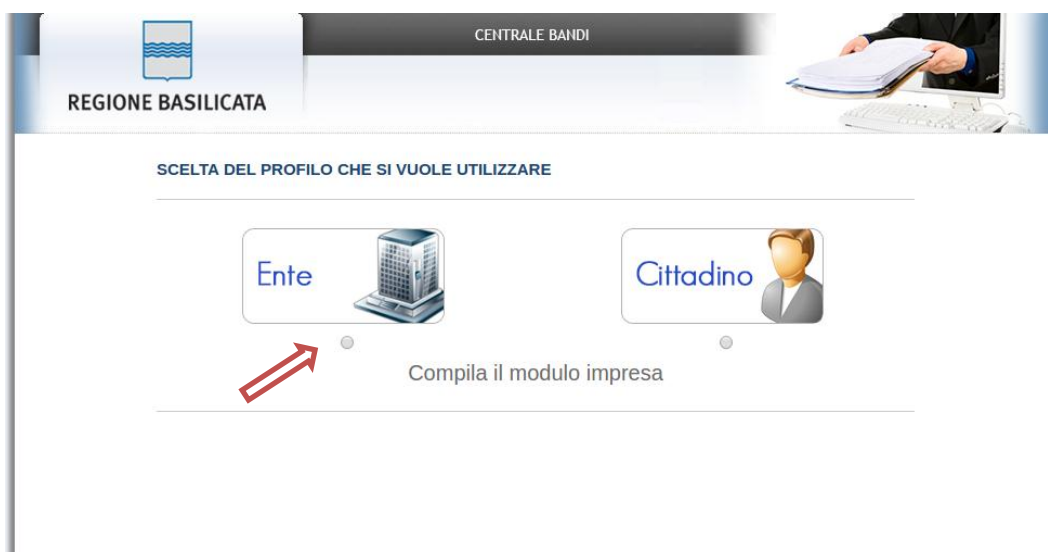 CENTRALE BANDI
REGIONE BASILICATA
SCELTA DEL PROFILO CHE SI VUOLE UTILIZZARE
Ente
Cittadino
Compila il modulo impresa